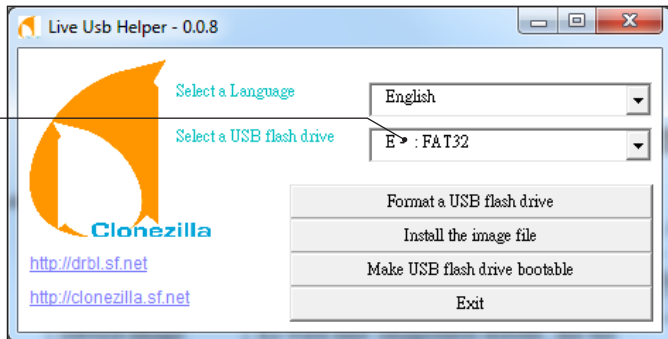 Live Usb Helper - 0.0.8
Select a Language
English
Select a USB flash drive
E : FAT32
Format a USB flash drive
Clonezilla
Install the image file
http://drbl.sf.net
Make USB flash drive bootable
http://clonezilla.sf.net
Exit